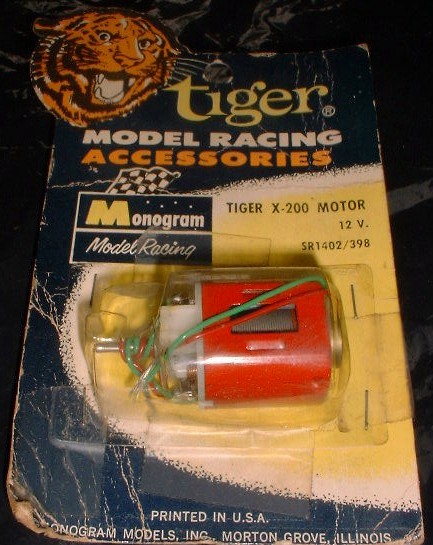 tiger®
MODEL RACING
ACCESSORIES
Monogram
Model Racing
TIGER X-200 MOTOR
12 V.
SR1402/398
PRINTED IN U.S.A.
MONOGRAM MODELS, INC. MORTON GROVE, ILLINOIS